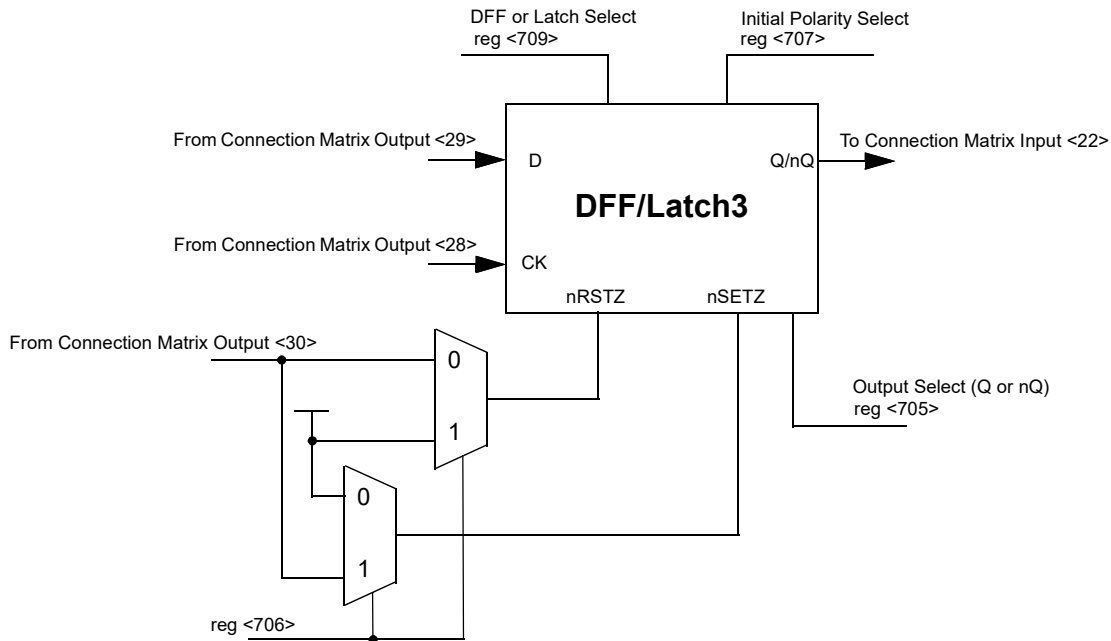 DFF or Latch Select
reg <709>
Initial Polarity Select
reg <707>
From Connection Matrix Output <29>
D
Q/nQ
To Connection Matrix Input <22>
DFF/Latch3
From Connection Matrix Output <28>
CK
nRSTZ
nSETZ
From Connection Matrix Output <30>
0
1
Output Select (Q or nQ)
reg <705>
0
1
reg <706>